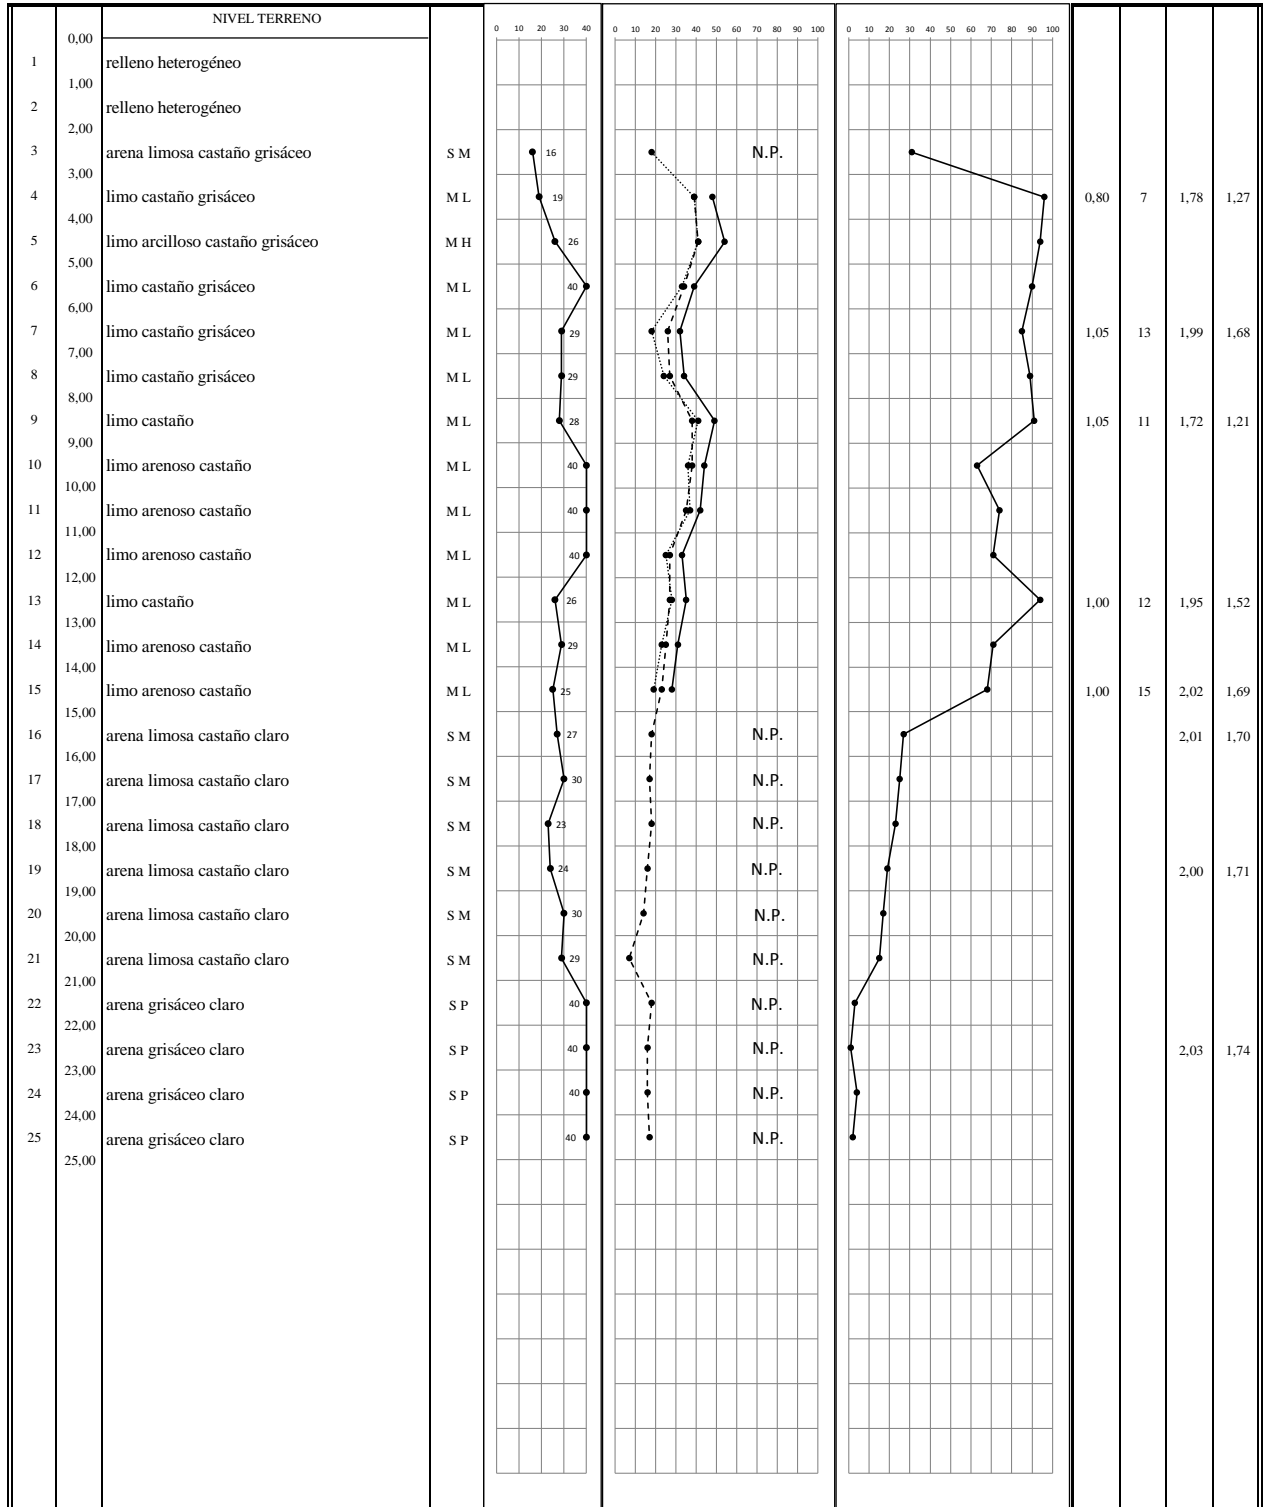 NIVEL TERRENO
0,00
0 10 20 30 40
0 10 20 30 40 50 60 70 80 90 100
0 10 20 30 40 50 60 70 80 90 100
1 relleno heterogéneo
1,00
2 relleno heterogéneo
2,00
3 arena limosa castaño grisáceo S M 16 N.P.
3,00
4 limo castaño grisáceo M L 19 0,80 7 1,78 1,27
4,00
5 limo arcilloso castaño grisáceo M H 26
5,00
6 limo castaño grisáceo M L 40
6,00
7 limo castaño grisáceo M L 29 1,05 13 1,99 1,68
7,00
8 limo castaño grisáceo M L 29
8,00
9 limo castaño M L 28 1,05 11 1,72 1,21
9,00
10 limo arenoso castaño M L 40
10,00
11 limo arenoso castaño M L 40
11,00
12 limo arenoso castaño M L 40
12,00
13 limo castaño M L 26 1,00 12 1,95 1,52
13,00
14 limo arenoso castaño M L 29
14,00
15 limo arenoso castaño M L 25 1,00 15 2,02 1,69
15,00
16 arena limosa castaño claro S M 27 N.P. 2,01 1,70
16,00
17 arena limosa castaño claro S M 30 N.P.
17,00
18 arena limosa castaño claro S M 23 N.P.
18,00
19 arena limosa castaño claro S M 24 N.P. 2,00 1,71
19,00
20 arena limosa castaño claro S M 30 N.P.
20,00
21 arena limosa castaño claro S M 29 N.P.
21,00
22 arena grisáceo claro S P 40 N.P.
22,00
23 arena grisáceo claro S P 40 N.P. 2,03 1,74
23,00
24 arena grisáceo claro S P 40 N.P.
24,00
25 arena grisáceo claro S P 40 N.P.
25,00